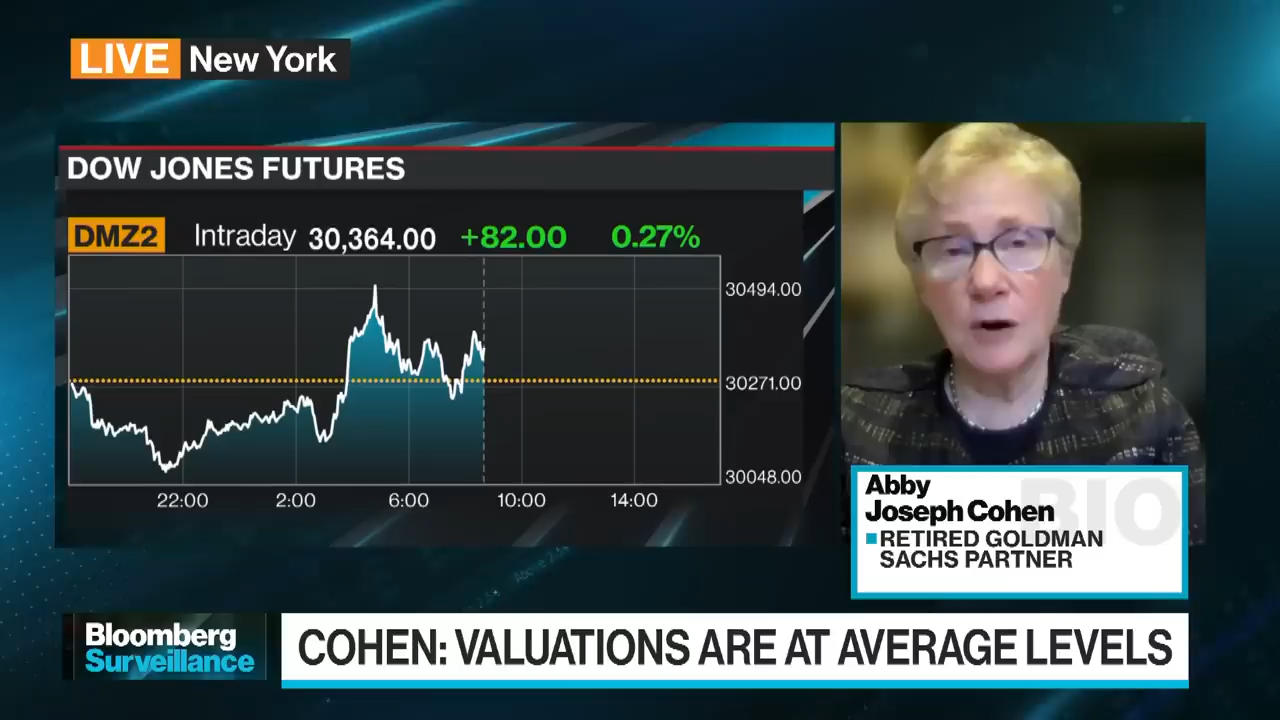 LIVE New York
DOW JONES FUTURES
DMZ2 Intraday 30,364.00 +82.00 0.27%
30494.00
30271.00
30048.00
22:00 2:00 6:00 10:00 14:00
BIO
Abby
Joseph Cohen
RETIRED GOLDMAN
SACHS PARTNER
Bloomberg
Surveillance
COHEN: VALUATIONS ARE AT AVERAGE LEVELS